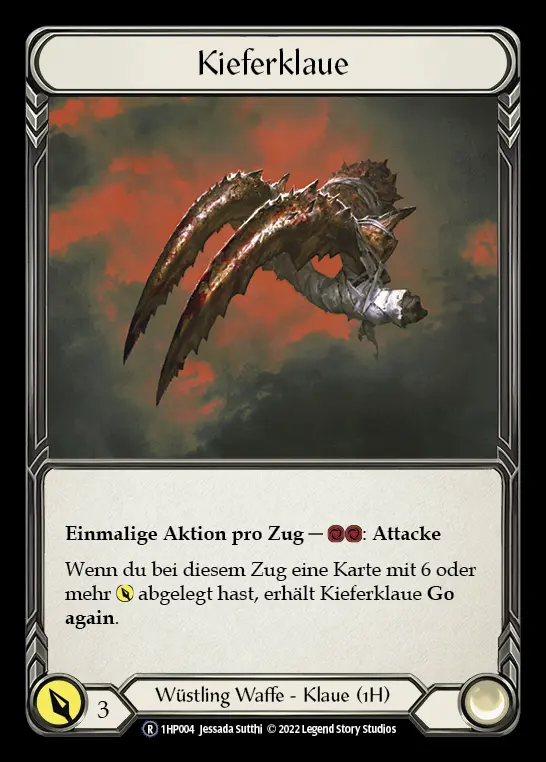 Kieferklaue
Einmalige Aktion pro Zug — : Attacke
Wenn du bei diesem Zug eine Karte mit 6 oder
mehr abgelegt hast, erhält Kieferklaue Go
again.
3
Wüstling Waffe - Klaue (1H)
R 1HP004 Jessada Sutthi © 2022 Legend Story Studios